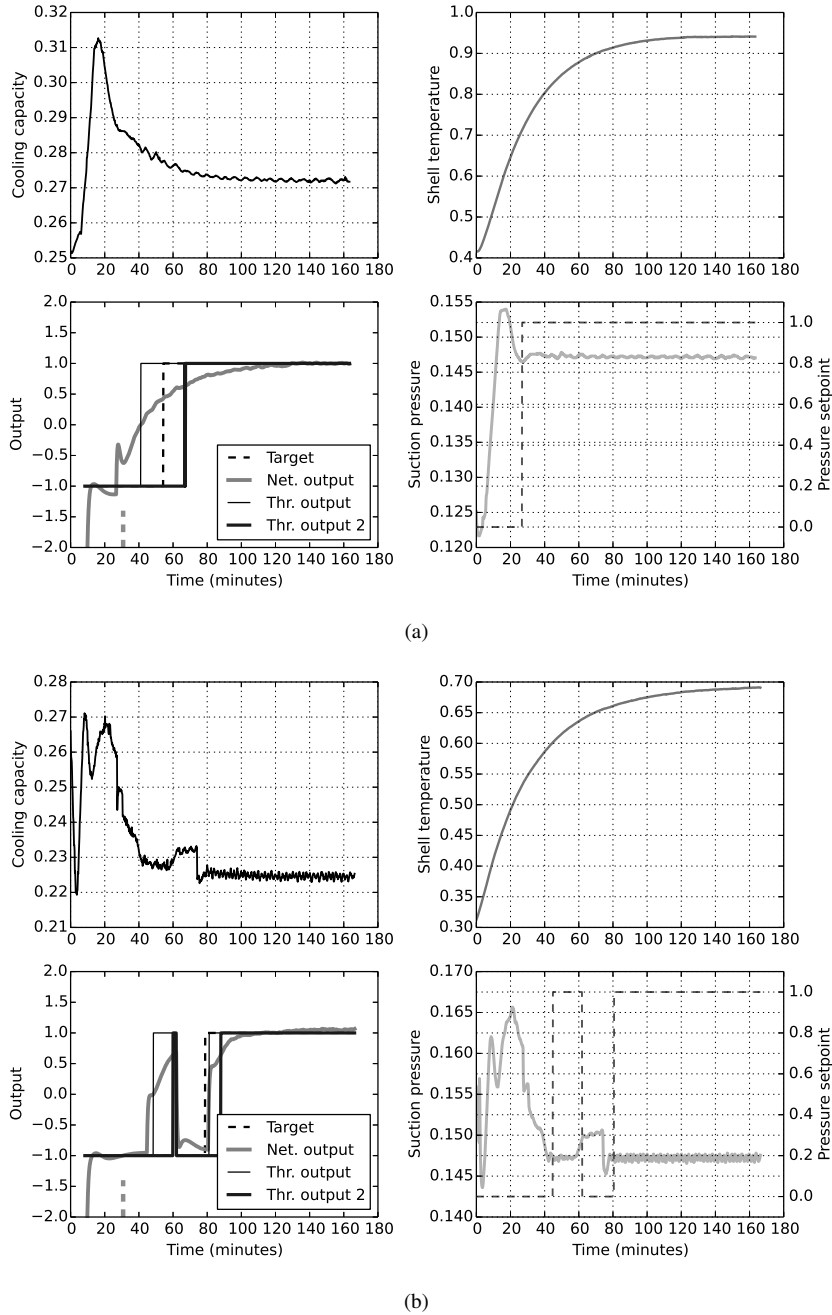 0.32
0.31
0.30
0.29
0.28
0.27
0.26
0.25
Cooling capacity
0 20 40 60 80 100 120 140 160 180
1.0
0.9
0.8
0.7
0.6
0.5
0.4
Shell temperature
0 20 40 60 80 100 120 140 160 180
2.0
1.5
1.0
0.5
0.0
−0.5
−1.0
−1.5
−2.0
Output
Target
Net. output
Thr. output
Thr. output 2
0 20 40 60 80 100 120 140 160 180
Time (minutes)
0.155
0.150
0.145
0.140
0.135
0.130
0.125
0.120
Suction pressure
1.0
0.8
0.6
0.4
0.2
0.0
Pressure setpoint
0 20 40 60 80 100 120 140 160 180
Time (minutes)
(a)
0.28
0.27
0.26
0.25
0.24
0.23
0.22
0.21
Cooling capacity
0 20 40 60 80 100 120 140 160 180
0.70
0.65
0.60
0.55
0.50
0.45
0.40
0.35
0.30
Shell temperature
0 20 40 60 80 100 120 140 160 180
2.0
1.5
1.0
0.5
0.0
−0.5
−1.0
−1.5
−2.0
Output
Target
Net. output
Thr. output
Thr. output 2
0 20 40 60 80 100 120 140 160 180
Time (minutes)
0.170
0.165
0.160
0.155
0.150
0.145
0.140
Suction pressure
1.0
0.8
0.6
0.4
0.2
0.0
Pressure setpoint
0 20 40 60 80 100 120 140 160 180
Time (minutes)
(b)